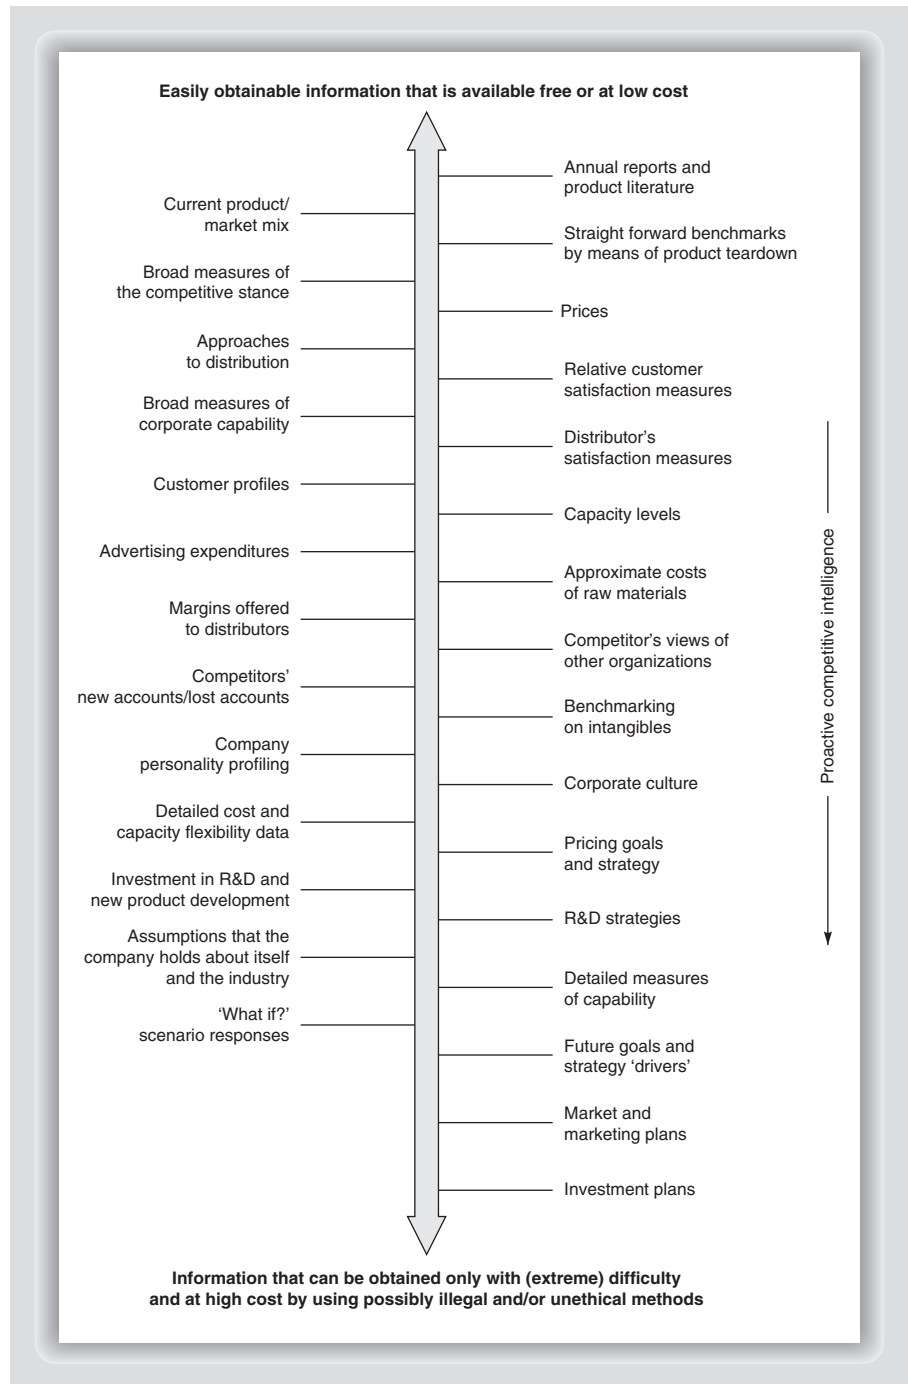 Easily obtainable information that is available free or at low cost
Annual reports and
product literature
Current product/
market mix
Straight forward benchmarks
by means of product teardown
Broad measures of
the competitive stance
Prices
Approaches
to distribution
Relative customer
satisfaction measures
Broad measures of
corporate capability
Distributor's
satisfaction measures
Customer profiles
Capacity levels
Advertising expenditures
Approximate costs
of raw materials
Margins offered
to distributors
Competitor's views of
other organizations
Competitors'
new accounts/lost accounts
Benchmarking
on intangibles
Company
personality profiling
Corporate culture
Detailed cost and
capacity flexibility data
Pricing goals
and strategy
Investment in R&D and
new product development
R&D strategies
Assumptions that the
company holds about itself
and the industry
Detailed measures
of capability
‘What if?’
scenario responses
Future goals and
strategy ‘drivers’
Market and
marketing plans
Investment plans
Proactive competitive intelligence
Information that can be obtained only with (extreme) difficulty
and at high cost by using possibly illegal and/or unethical methods